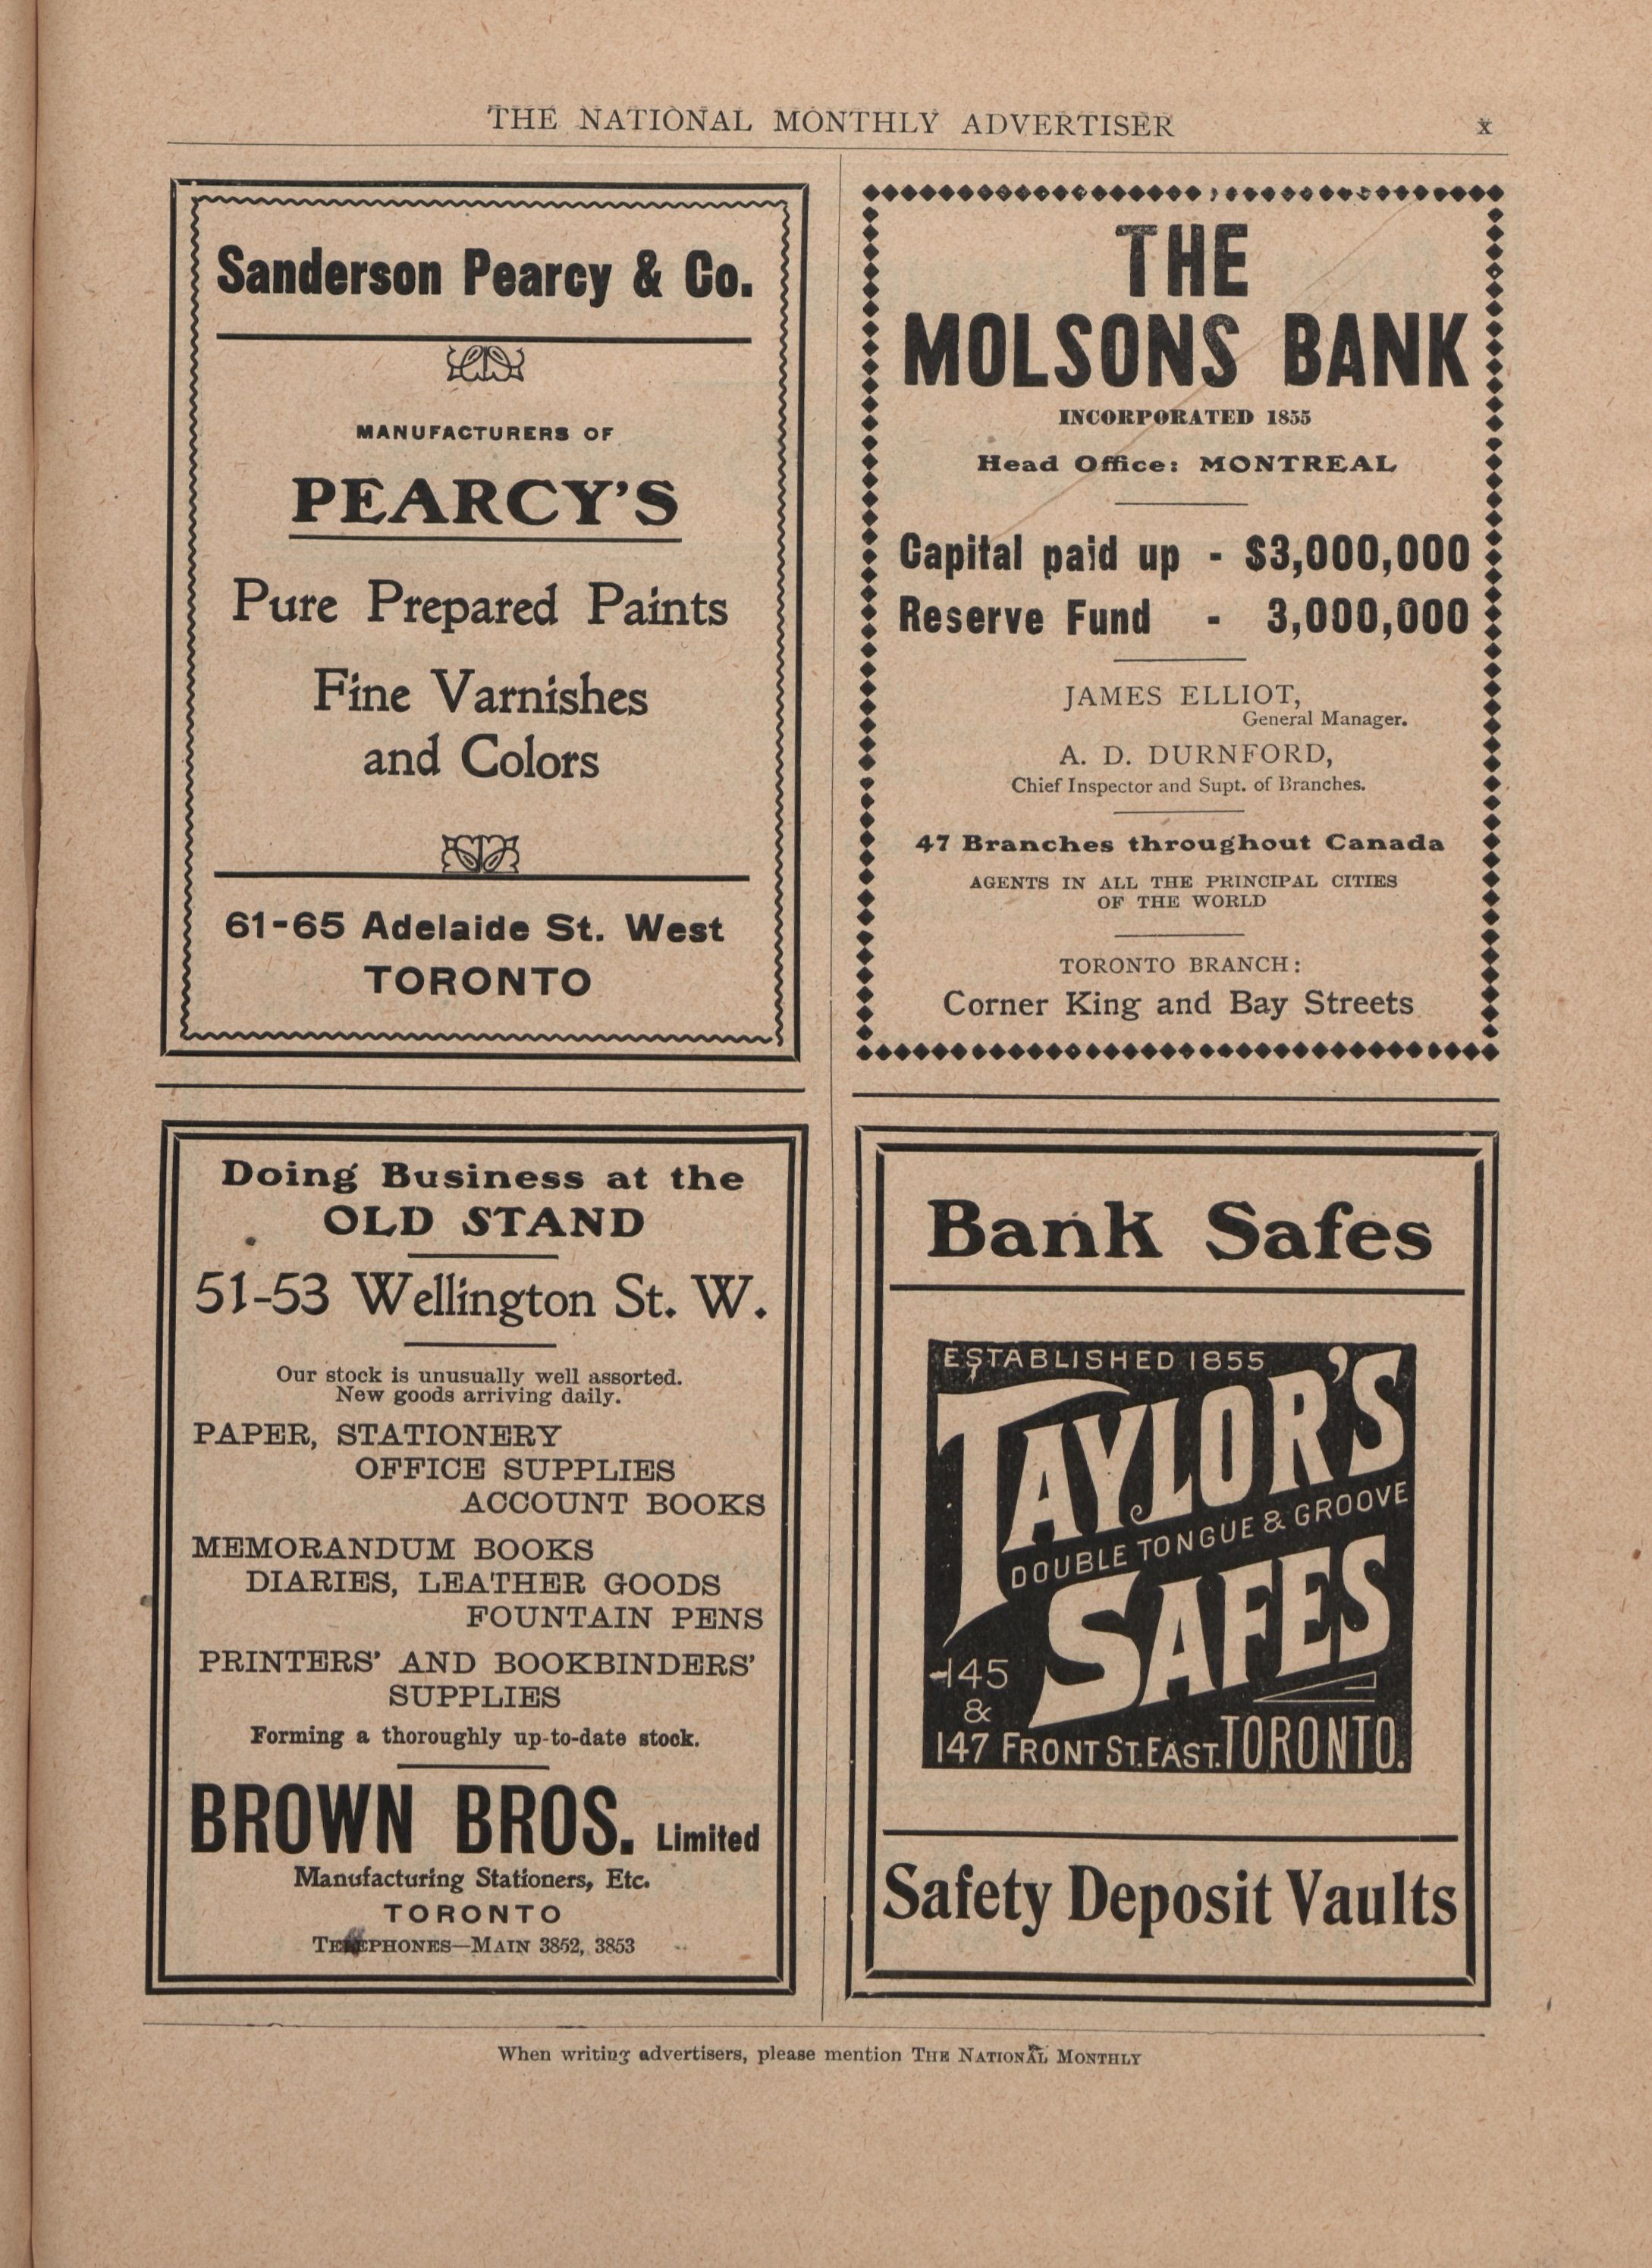 THE NATIONAL MONTHLY ADVERTISER x
Sanderson Pearcy & Co.
MANUFACTURERS OF
PEARCY'S
Pure Prepared Paints
Fine Varnishes
and Colors
61-65 Adelaide St. West
TORONTO
THE
MOLSONS BANK
INCORPORATED 1855
Head Office: MONTREAL
Capital paid up - $3,000,000
Reserve Fund - 3,000,000
JAMES ELLIOT,
General Manager.
A. D. DURNFORD,
Chief Inspector and Supt. of Branches.
47 Branches throughout Canada
AGENTS IN ALL THE PRINCIPAL CITIES
OF THE WORLD
TORONTO BRANCH:
Corner King and Bay Streets
Doing Business at the
OLD STAND
51-53 Wellington St. W.
Our stock is unusually well assorted.
New goods arriving daily.
PAPER, STATIONERY
OFFICE SUPPLIES
ACCOUNT BOOKS
MEMORANDUM BOOKS
DIARIES, LEATHER GOODS
FOUNTAIN PENS
PRINTERS' AND BOOKBINDERS'
SUPPLIES
Forming a thoroughly up-to-date stock.
BROWN BROS. Limited
Manufacturing Stationers, Etc.
TORONTO
TELEPHONES—MAIN 3852, 3853
Bank Safes
ESTABLISHED 1855
TAYLOR'S
DOUBLE TONGUE & GROOVE
SAFES
145
&
147 FRONT ST. EAST. TORONTO.
Safety Deposit Vaults
When writing advertisers, please mention THE NATIONAL MONTHLY